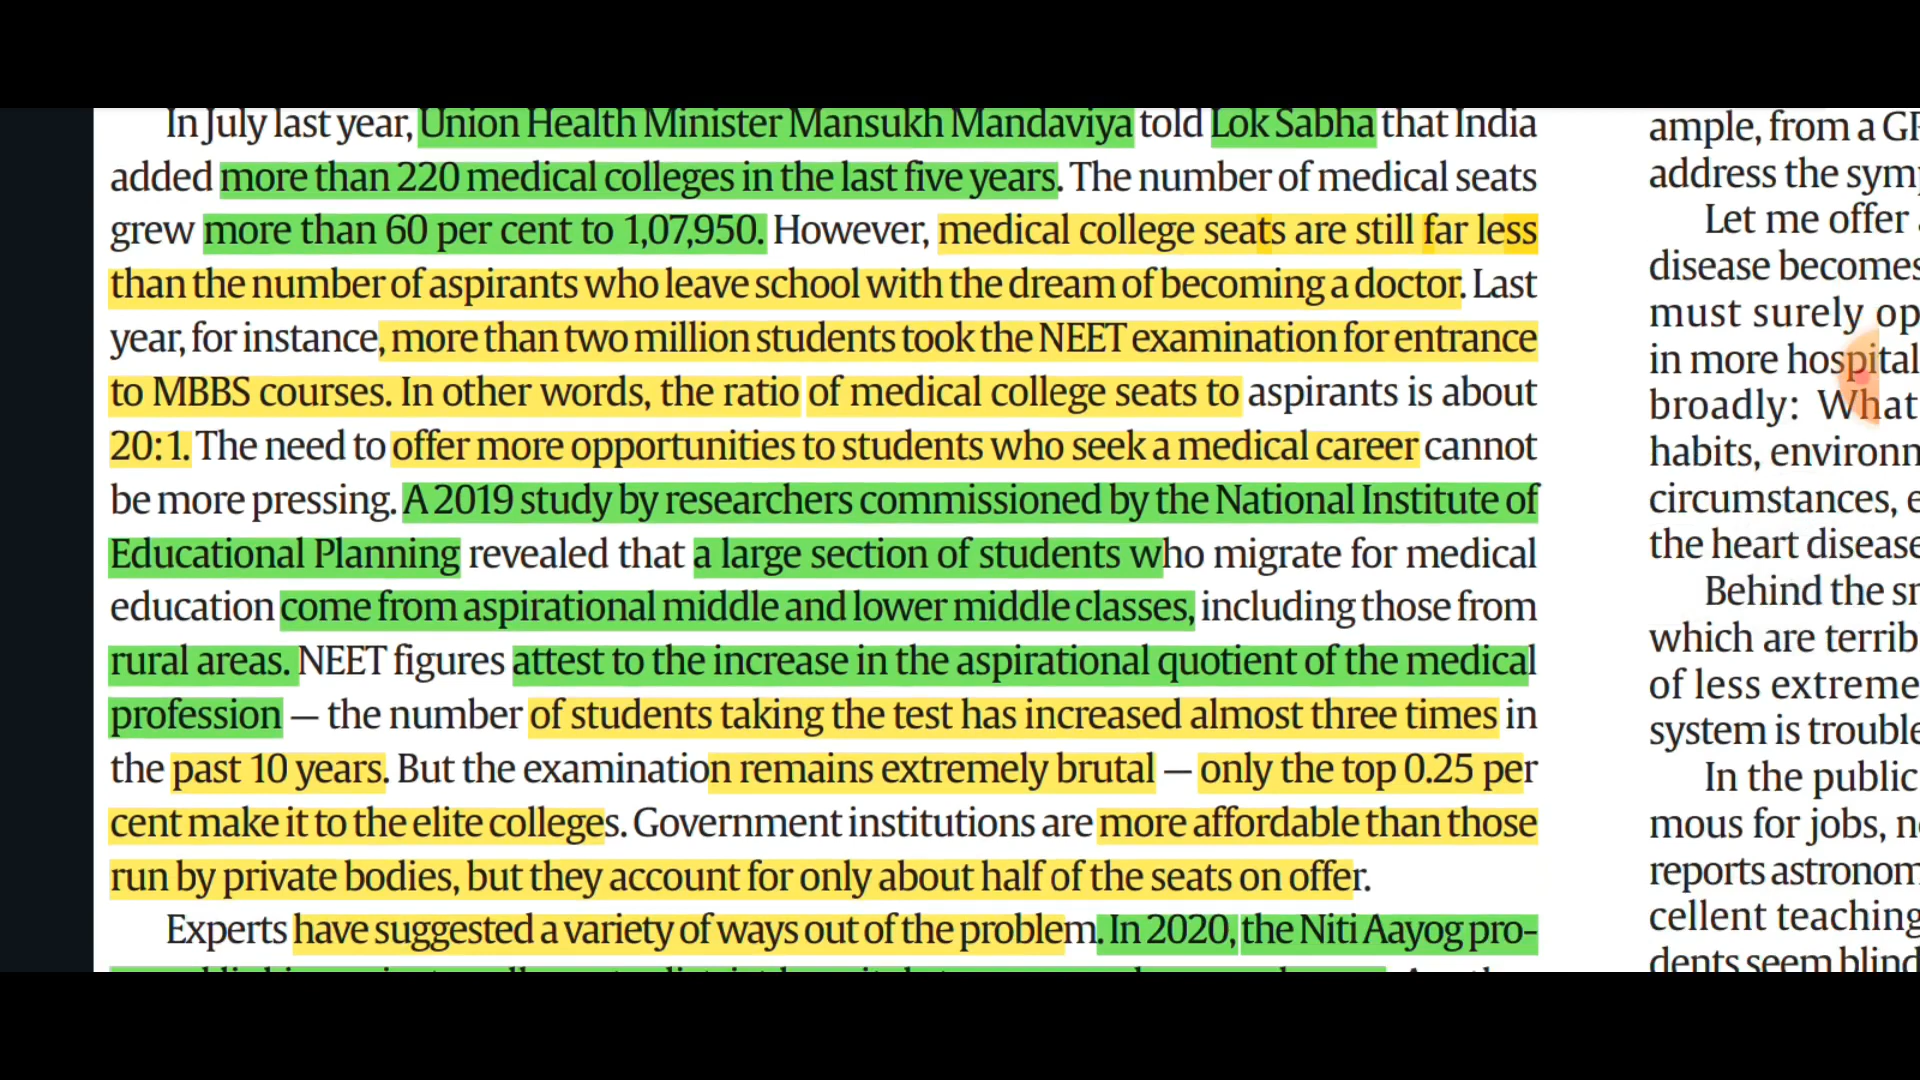 In July last year, Union Health Minister Mansukh Mandaviya told Lok Sabha that India
added more than 220 medical colleges in the last five years. The number of medical seats
grew more than 60 per cent to 1,07,950. However, medical college seats are still far less
than the number of aspirants who leave school with the dream of becoming a doctor. Last
year, for instance, more than two million students took the NEET examination for entrance
to MBBS courses. In other words, the ratio of medical college seats to aspirants is about
20:1. The need to offer more opportunities to students who seek a medical career cannot
be more pressing. A 2019 study by researchers commissioned by the National Institute of
Educational Planning revealed that a large section of students who migrate for medical
education come from aspirational middle and lower middle classes, including those from
rural areas. NEET figures attest to the increase in the aspirational quotient of the medical
profession — the number of students taking the test has increased almost three times in
the past 10 years. But the examination remains extremely brutal — only the top 0.25 per
cent make it to the elite colleges. Government institutions are more affordable than those
run by private bodies, but they account for only about half of the seats on offer.
Experts have suggested a variety of ways out of the problem. In 2020, the Niti Aayog pro-
ample, from a GP
address the symp
Let me offer
disease becomes
must surely op
in more hospital
broadly: What
habits, environn
circumstances, e
the heart disease
Behind the sn
which are terrib
of less extreme
system is trouble
In the public
mous for jobs, n
reports astronom
cellent teaching
dents seem blind